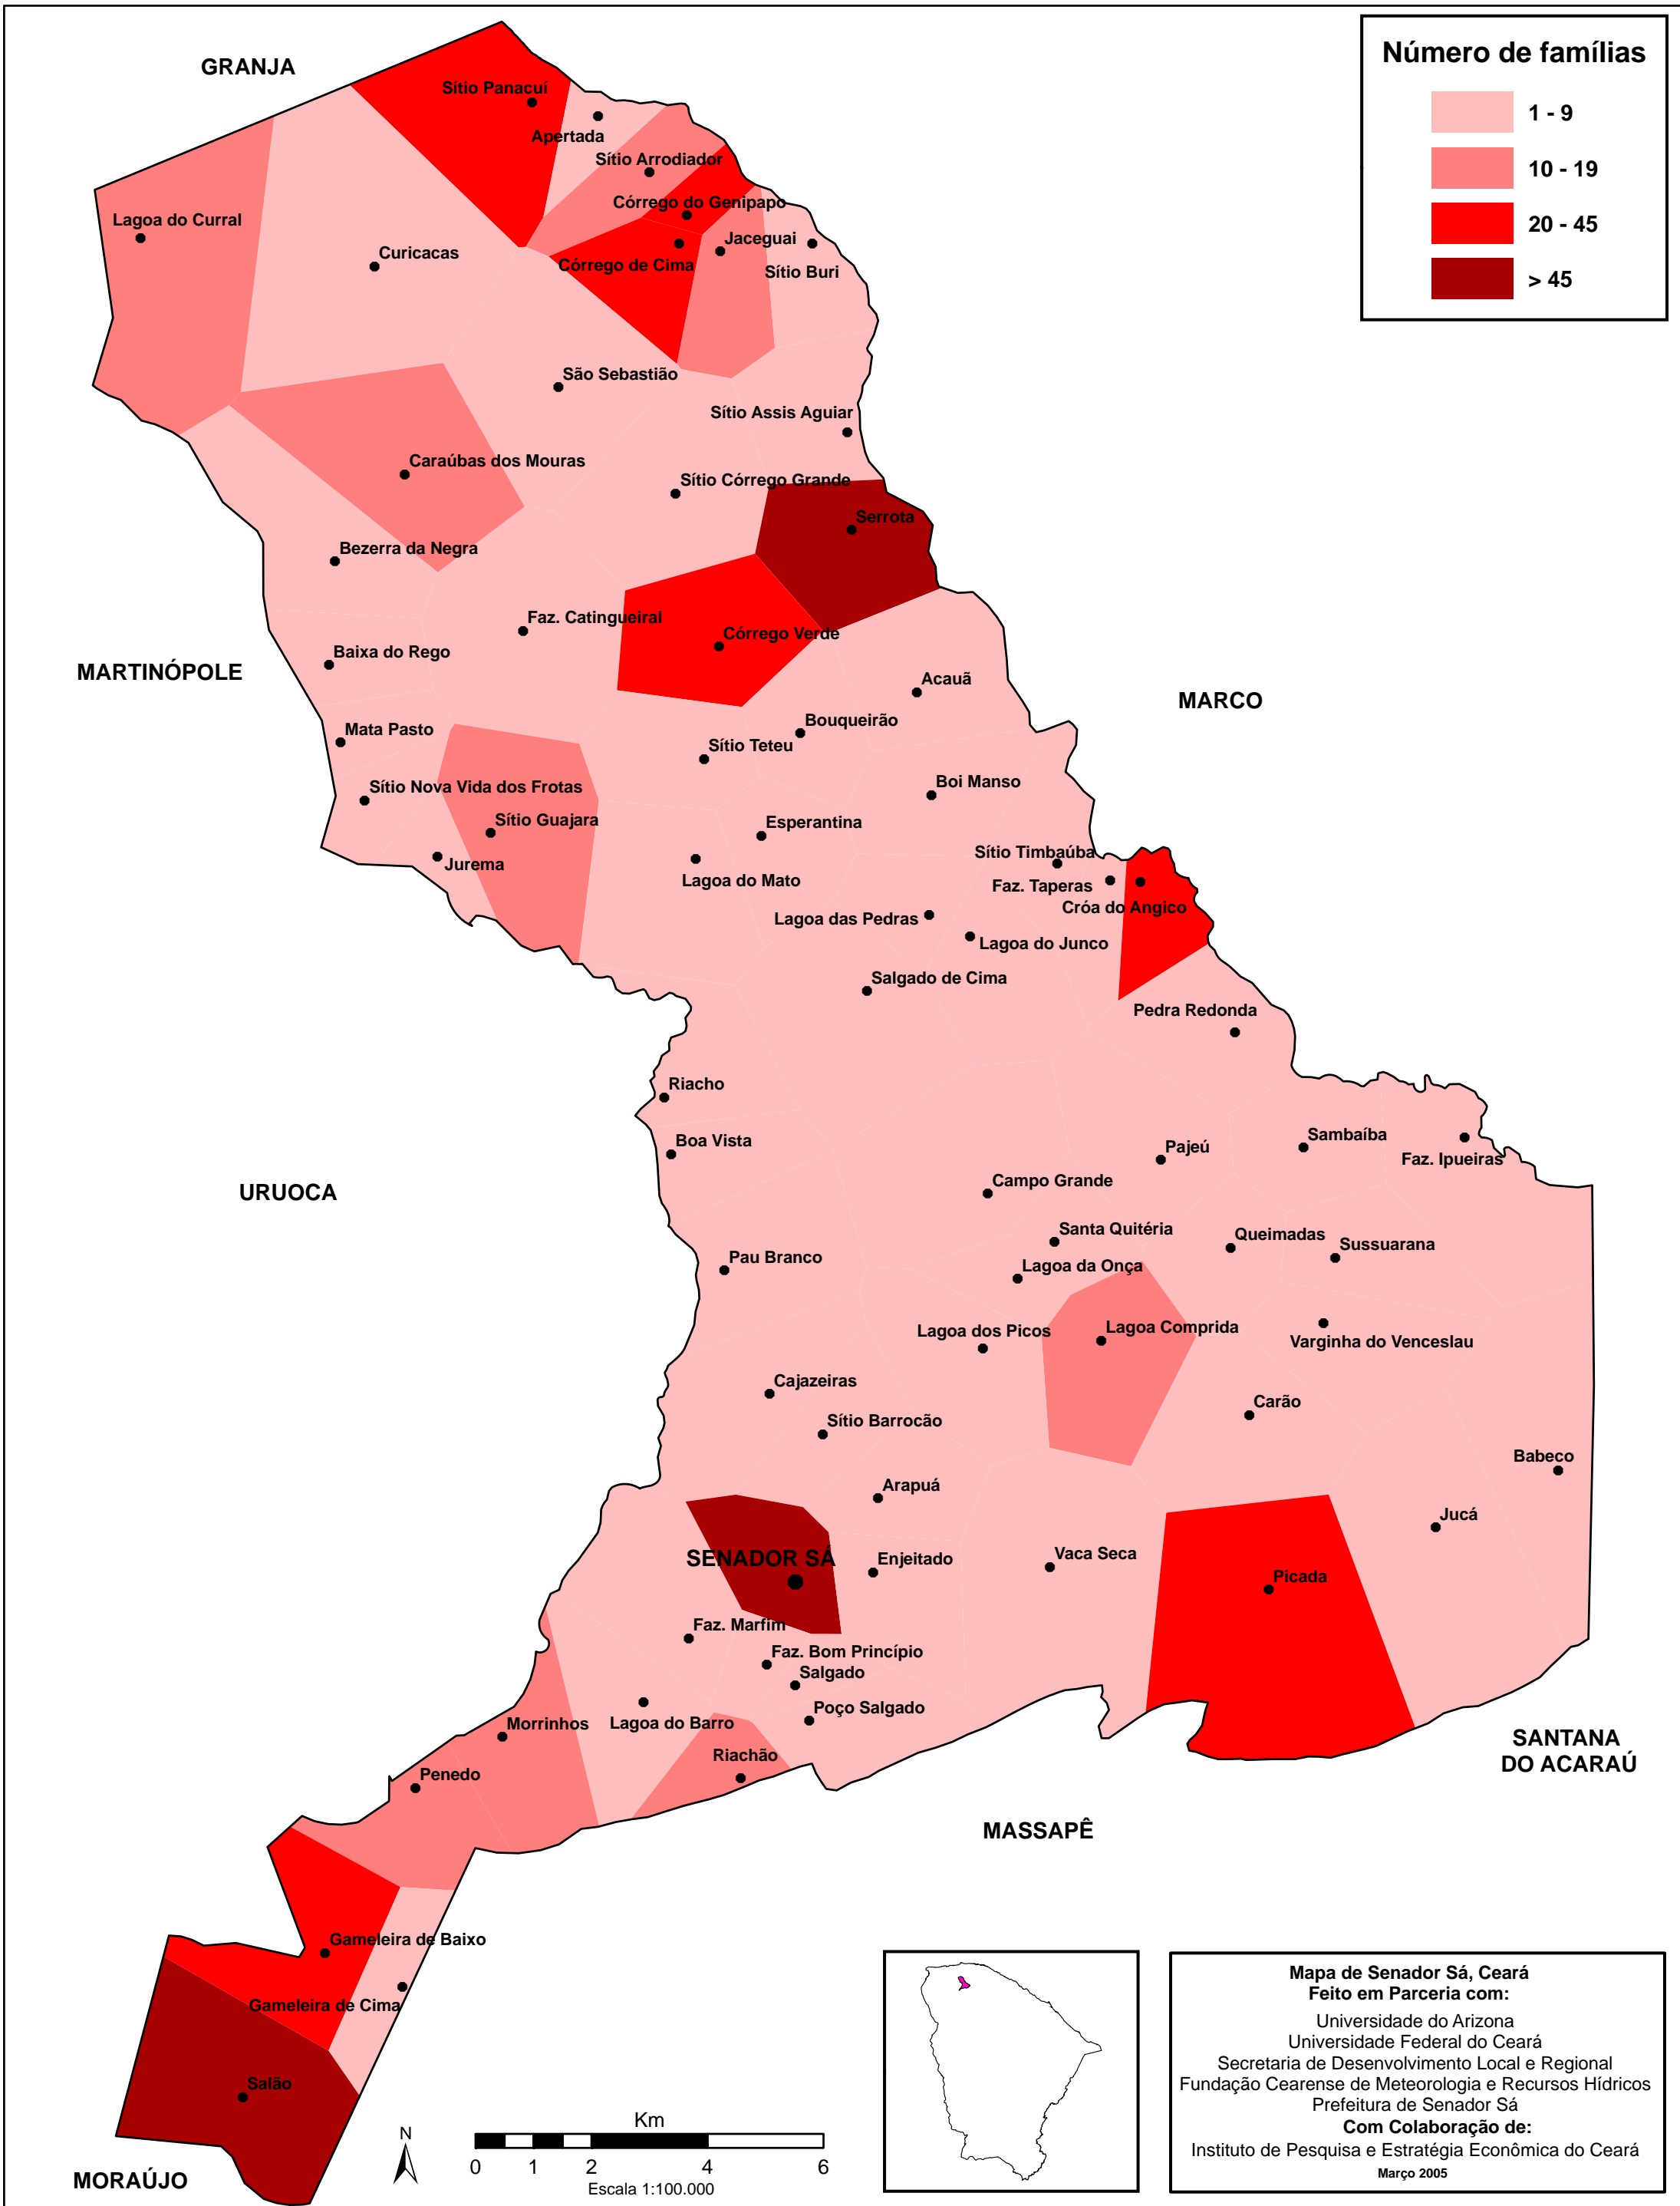 GRANJA
Número de famílias
1 - 9
10 - 19
20 - 45
> 45
Sítio Panacuí
Apertada
Sítio Arrodiador
Córrego do Genipapo
Lagoa do Curral
Curicacas
Córrego de Cima
Jaceguai
Sítio Buri
São Sebastião
Sítio Assis Aguiar
Caraúbas dos Mouras
Sítio Córrego Grande
Serrota
Bezerra da Negra
Faz. Catingueiral
Córrego Verde
Baixa do Rego
MARTINÓPOLE
Acauã
MARCO
Mata Pasto
Bouqueirão
Sítio Teteu
Sítio Nova Vida dos Frotas
Boi Manso
Sítio Guajara
Esperantina
Jurema
Lagoa do Mato
Sítio Timbaúba
Faz. Taperas
Cróa do Angico
Lagoa das Pedras
Lagoa do Junco
Salgado de Cima
Pedra Redonda
Riacho
Boa Vista
Pajeú
Sambaíba
Faz. Ipueiras
URUOCA
Campo Grande
Santa Quitéria
Queimadas
Sussuarana
Pau Branco
Lagoa da Onça
Lagoa dos Picos
Lagoa Comprida
Varginha do Venceslau
Cajazeiras
Sítio Barrocão
Carão
Babeco
Arapuá
Jucá
SENADOR SÁ
Enjeitado
Vaca Seca
Picada
Faz. Marfim
Faz. Bom Princípio
Salgado
Lagoa do Barro
Poço Salgado
Morrinhos
Riachão
Penedo
SANTANA
DO ACARAÚ
MASSAPÊ
Gameleira de Baixo
Gameleira de Cima
Salão
MORAÚJO
N
Km
0 1 2 4 6
Escala 1:100.000
Mapa de Senador Sá, Ceará
Feito em Parceria com:
Universidade do Arizona
Universidade Federal do Ceará
Secretaria de Desenvolvimento Local e Regional
Fundação Cearense de Meteorologia e Recursos Hídricos
Prefeitura de Senador Sá
Com Colaboração de:
Instituto de Pesquisa e Estratégia Econômica do Ceará
Março 2005